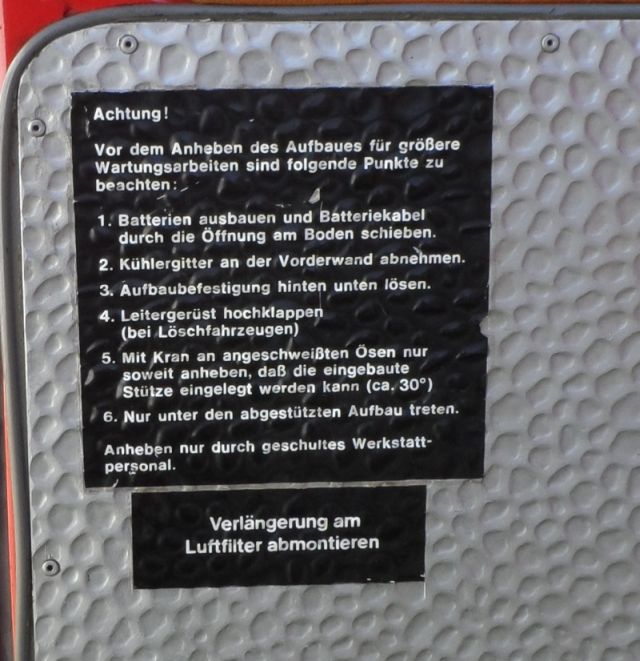 Achtung!
Vor dem Anheben des Aufbaues für größere
Wartungsarbeiten sind folgende Punkte zu
beachten:
1. Batterien ausbauen und Batteriekabel
durch die Öffnung am Boden schieben.
2. Kühlergitter an der Vorderwand abnehmen.
3. Aufbaubefestigung hinten unten lösen.
4. Leitergerüst hochklappen
(bei Löschfahrzeugen)
5. Mit Kran an angeschweißten Ösen nur
soweit anheben, daß die eingebaute
Stütze eingelegt werden kann (ca. 30°)
6. Nur unter den abgestützten Aufbau treten.
Anheben nur durch geschultes Werkstatt-
personal.
Verlängerung am
Luftfilter abmontieren